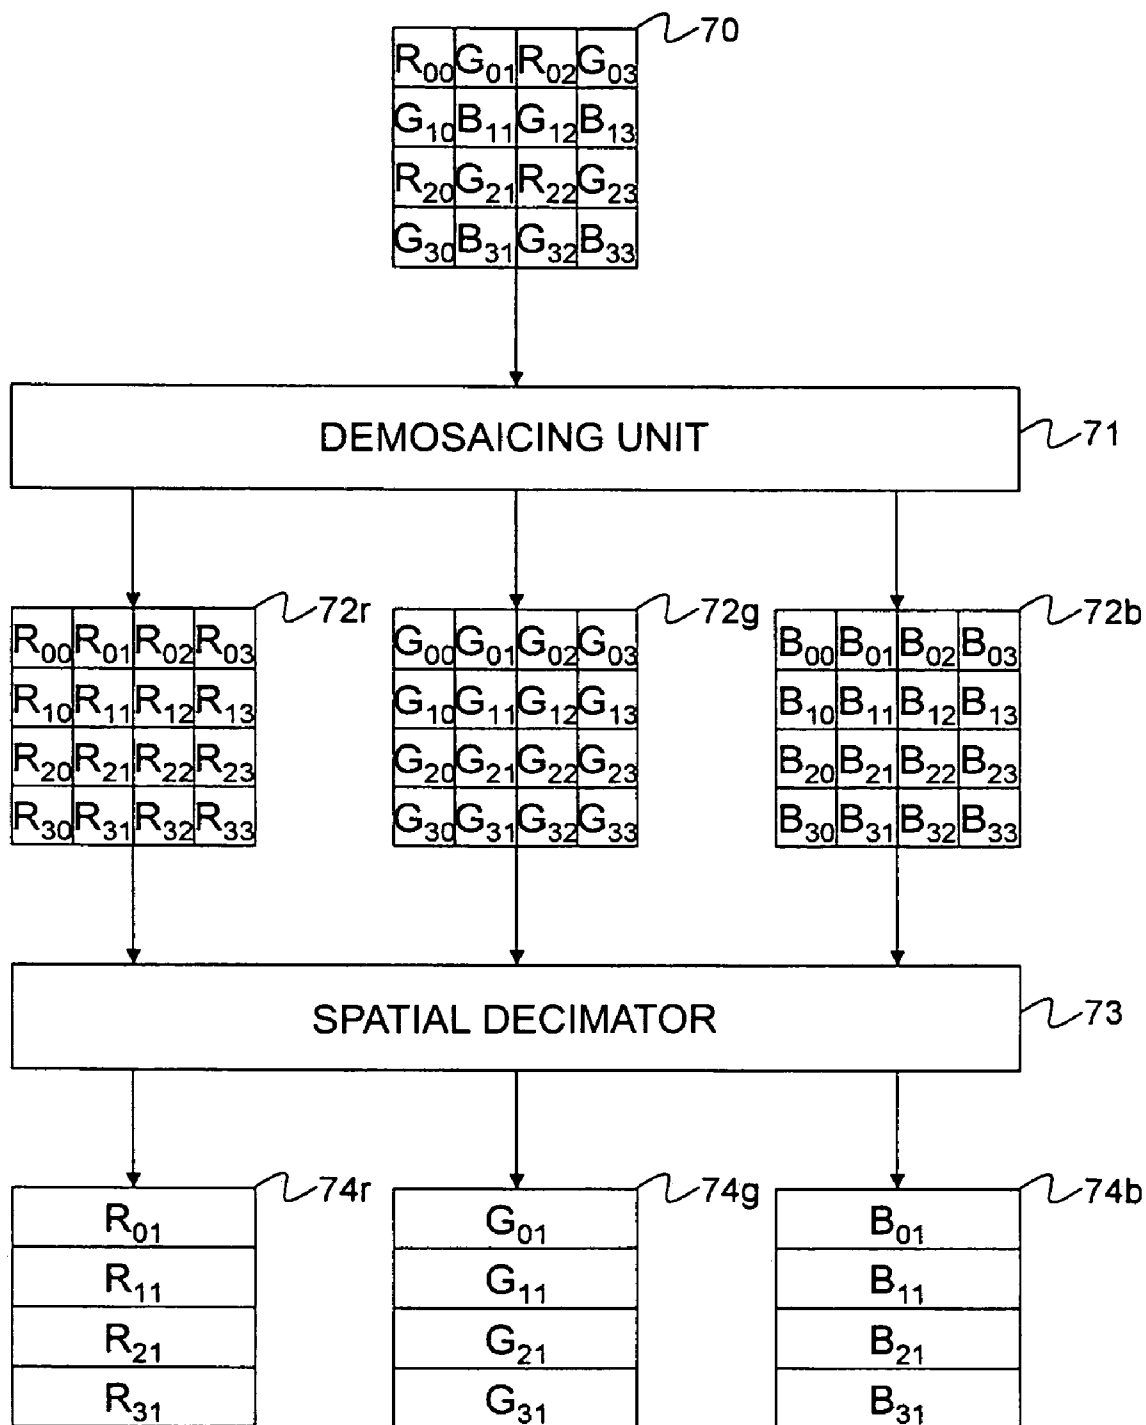 70
R00 G01 R02 G03
G10 B11 G12 B13
R20 G21 R22 G23
G30 B31 G32 B33
DEMOSAICING UNIT 71
72r 72g 72b
R00 R01 R02 R03 G00 G01 G02 G03 B00 B01 B02 B03
R10 R11 R12 R13 G10 G11 G12 G13 B10 B11 B12 B13
R20 R21 R22 R23 G20 G21 G22 G23 B20 B21 B22 B23
R30 R31 R32 R33 G30 G31 G32 G33 B30 B31 B32 B33
SPATIAL DECIMATOR 73
74r 74g 74b
R01 G01 B01
R11 G11 B11
R21 G21 B21
R31 G31 B31